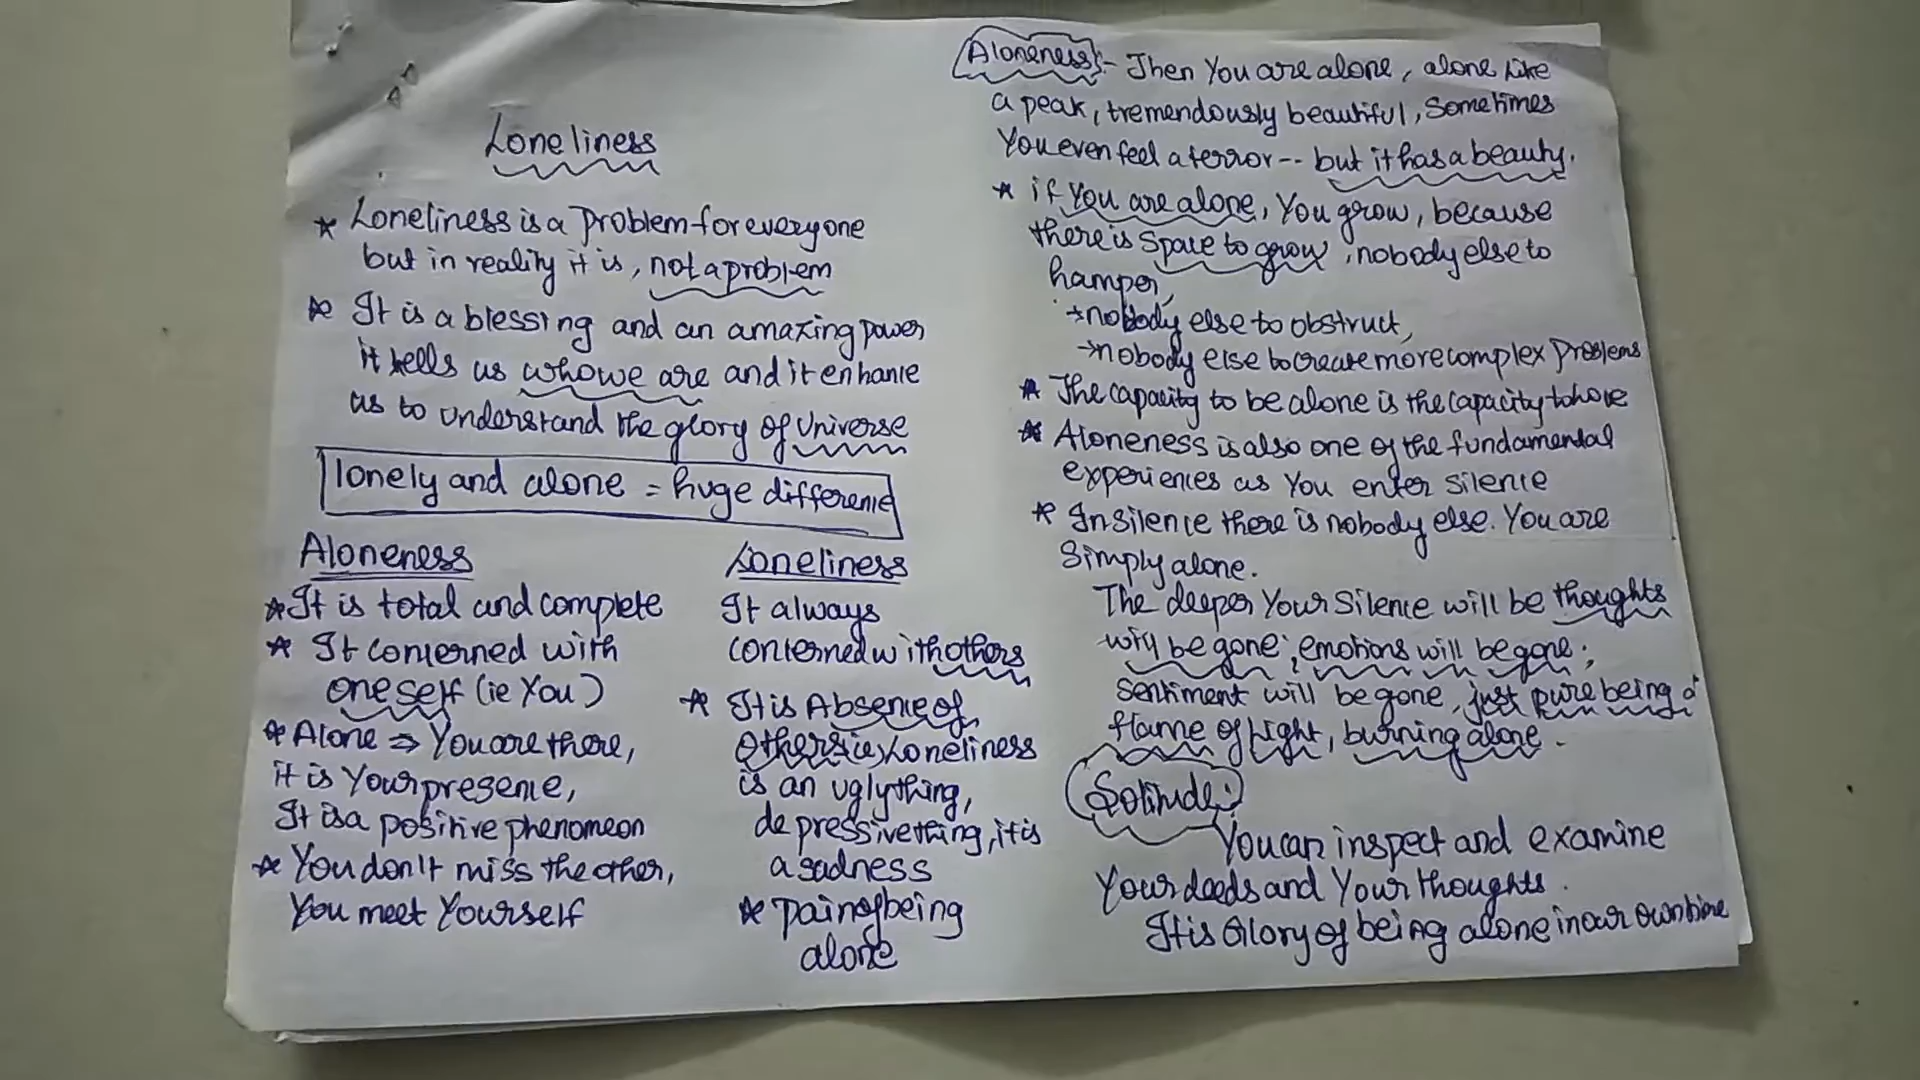 Loneliness
* Loneliness is a problem for everyone
but in reality it is, not a problem
* It is a blessing and an amazing power
it tells us who we are and it enhance
us to understand the glory of Universe
lonely and alone = huge difference
Aloneness
* It is total and complete
* It concerned with
oneself (ie You)
* Alone ⇒ You are there,
it is Your presence,
It is a positive phenomeon
* You don't miss the other,
You meet Yourself
Loneliness
It always
concerned with others
* It is Absence of
Others (ie) Loneliness
is an ugly thing,
depressive thing, it is
a sadness
* pain of being
alone
Aloneness:- Then You are alone, alone like
a peak, tremendously beautiful, Sometimes
You even feel a terror -- but it has a beauty.
* if You are alone, You grow, because
there is space to grow, nobody else to
hamper,
→ nobody else to obstruct,
→ nobody else to create more complex problems
* The capacity to be alone is the capacity to love
* Aloneness is also one of the fundamental
experiences as You enter silence
* In silence there is nobody else. You are
Simply alone.
The deeper Your Silence will be thoughts
will be gone; emotions will be gone;
sentiment will be gone, just pure being a
flame of Light, burning alone.
Solitude:
You can inspect and examine
Your deeds and Your thoughts.
It is Glory of being alone in our own time